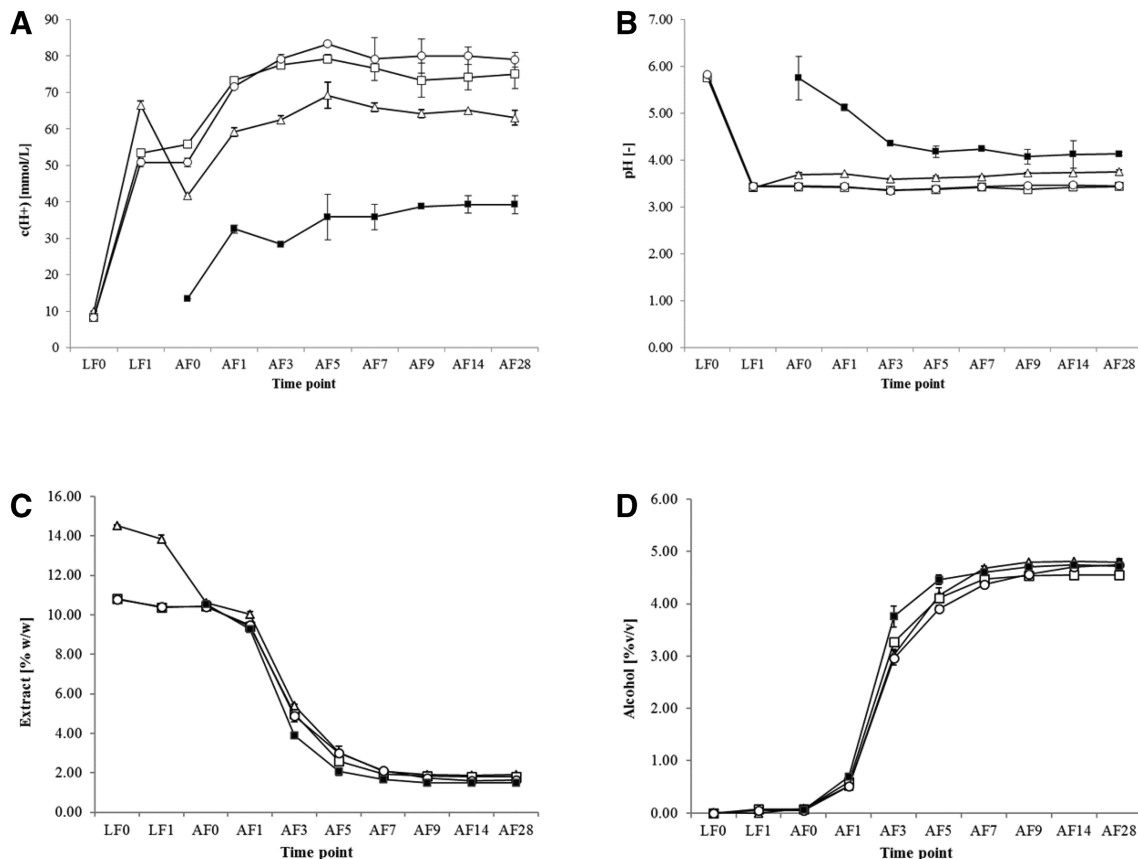 A
c(H+) [mmol/L]
90
80
70
60
50
40
30
20
10
0
LF0 LF1 AF0 AF1 AF3 AF5 AF7 AF9 AF14 AF28
Time point
B
pH [-]
7.00
6.00
5.00
4.00
3.00
2.00
1.00
0.00
LF0 LF1 AF0 AF1 AF3 AF5 AF7 AF9 AF14 AF28
Time point
C
Extract [% w/w]
16.00
14.00
12.00
10.00
8.00
6.00
4.00
2.00
0.00
LF0 LF1 AF0 AF1 AF3 AF5 AF7 AF9 AF14 AF28
Time point
D
Alcohol [%v/v]
6.00
5.00
4.00
3.00
2.00
1.00
0.00
LF0 LF1 AF0 AF1 AF3 AF5 AF7 AF9 AF14 AF28
Time point